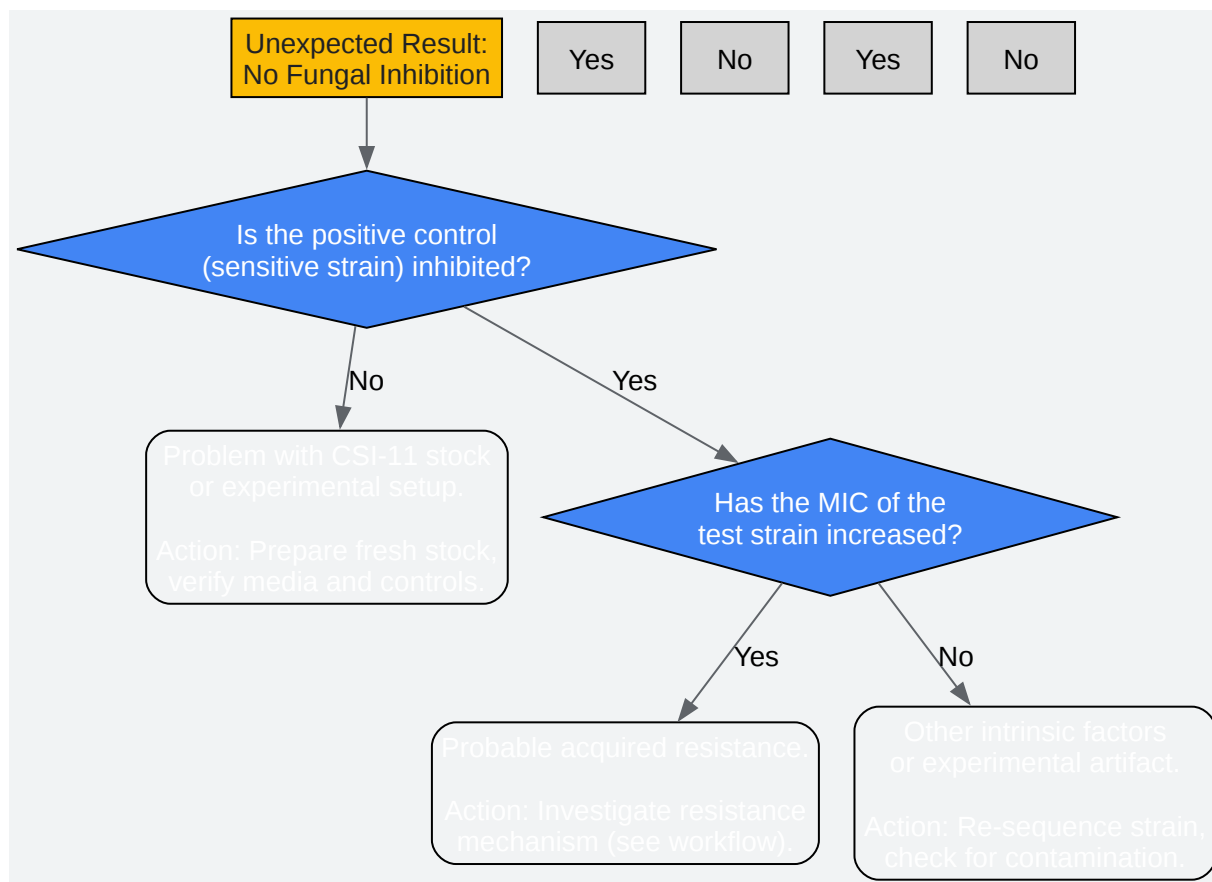 Unexpected Result:
No Fungal Inhibition
Yes
No
Yes
No
Is the positive control
(sensitive strain) inhibited?
No
Yes
Problem with CSI-11 stock
or experimental setup.
Action: Prepare fresh stock,
verify media and controls.
Has the MIC of the
test strain increased?
Yes
No
Probable acquired resistance.
Action: Investigate resistance
mechanism (see workflow).
Other intrinsic factors
or experimental artifact.
Action: Re-sequence strain,
check for contamination.